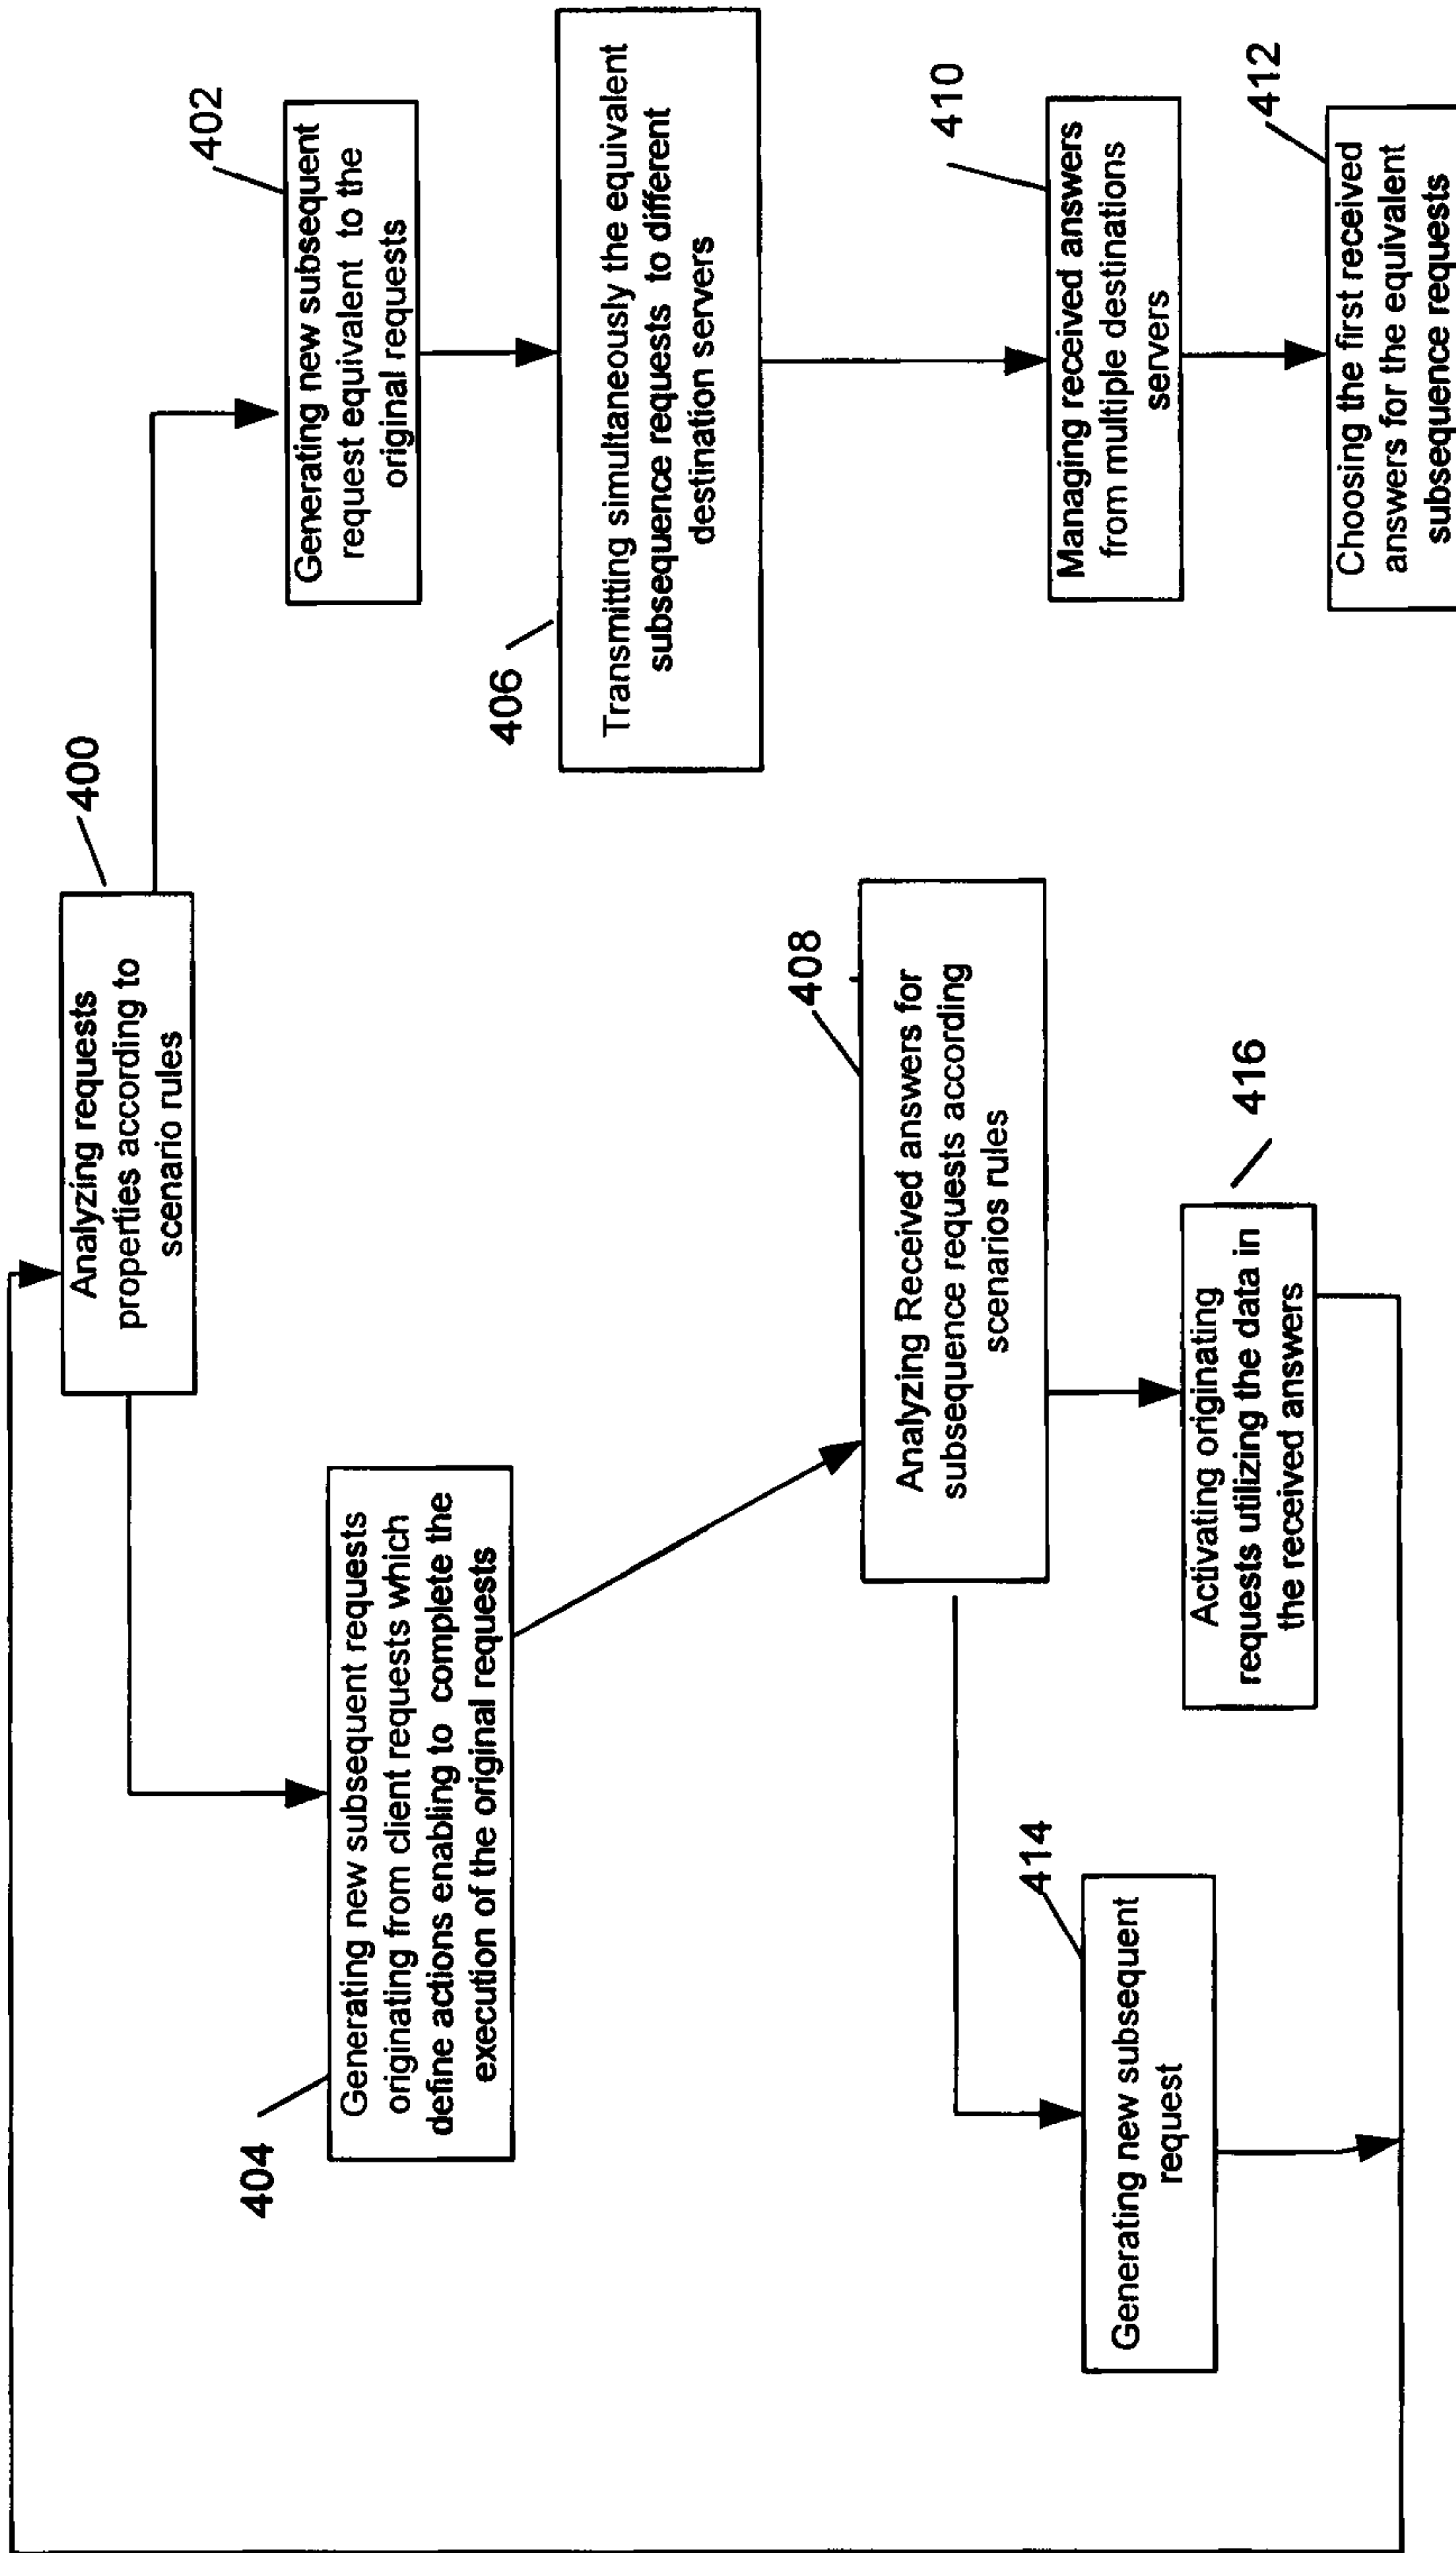 400
Analyzing requests
properties according to
scenario rules
402
Generating new subsequent
request equivalent to the
original requests
404
Generating new subsequent requests
originating from client requests which
define actions enabling to complete the
execution of the original requests
406
Transmitting simultaneously the equivalent
subsequence requests to different
destination servers
408
Analyzing Received answers for
subsequence requests according
scenarios rules
410
Managing received answers
from multiple destinations
servers
412
Choosing the first received
answers for the equivalent
subsequence requests
414
Generating new subsequent
request
416
Activating originating
requests utilizing the data in
the received answers